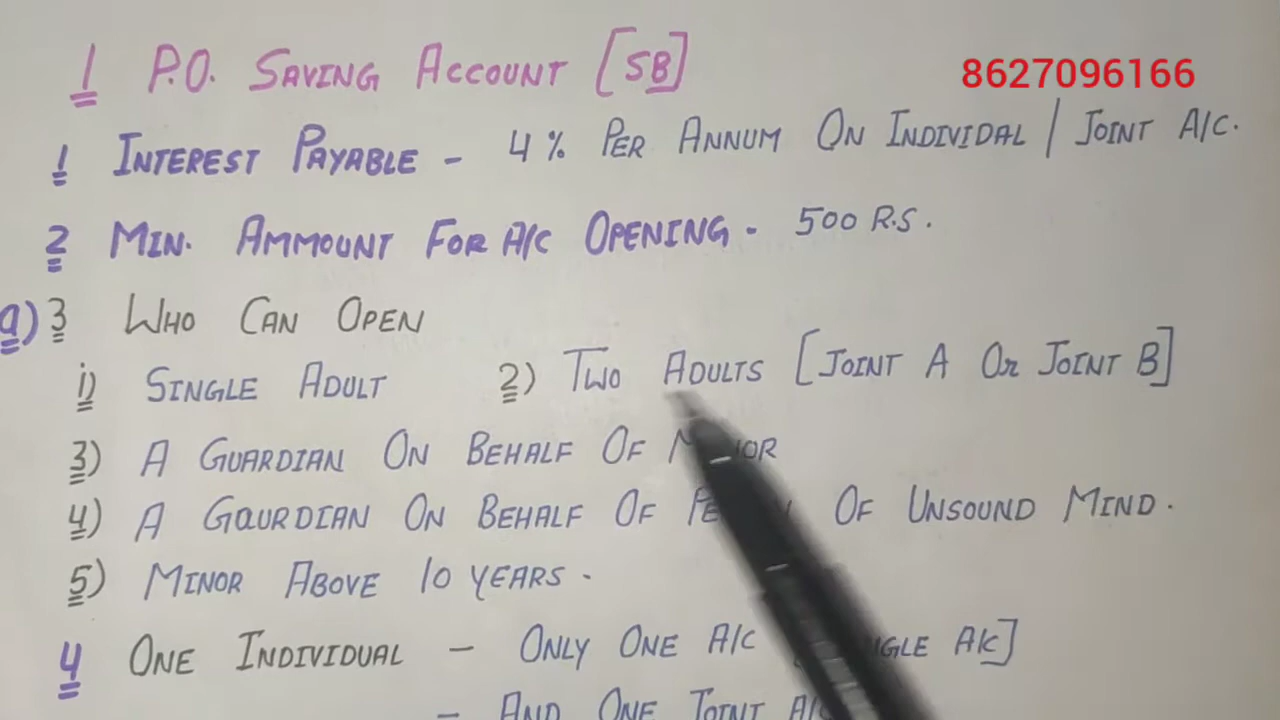 1 P.O. SAVING ACCOUNT [SB]
8627096166
1 INTEREST PAYABLE - 4% PER ANNUM ON INDIVIDAL / JOINT A/C.
2 MIN. AMMOUNT FOR A/C OPENING - 500 R.S.
a) 3 WHO CAN OPEN
i) SINGLE ADULT 2) TWO ADULTS [JOINT A OR JOINT B]
3) A GUARDIAN ON BEHALF OF
4) A GAURDIAN ON BEHALF OF OF UNSOUND MIND.
5) MINOR ABOVE 10 YEARS.
4 ONE INDIVIDUAL - ONLY ONE A/C A/C]
- AND ONE JOINT A/C